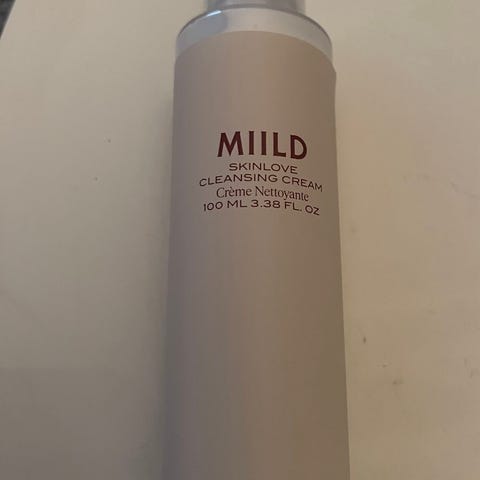 MIILD
SKINLOVE
CLEANSING CREAM
Crème Nettoyante
100 ML 3.38 FL. OZ